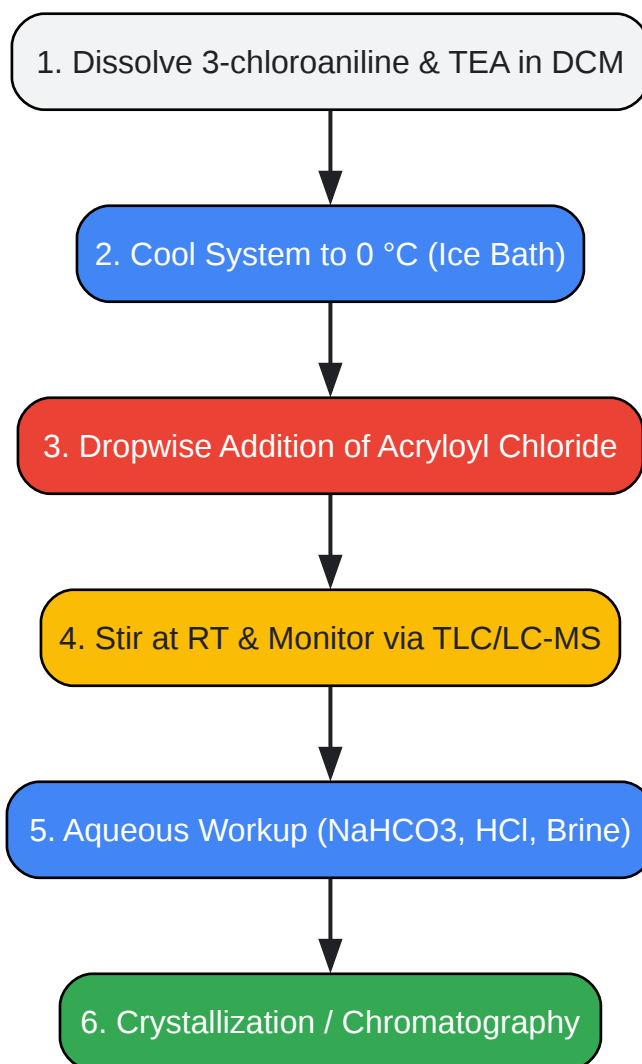 1. Dissolve 3-chloroaniline & TEA in DCM
2. Cool System to 0 °C (Ice Bath)
3. Dropwise Addition of Acryloyl Chloride
4. Stir at RT & Monitor via TLC/LC-MS
5. Aqueous Workup (NaHCO3, HCl, Brine)
6. Crystallization / Chromatography